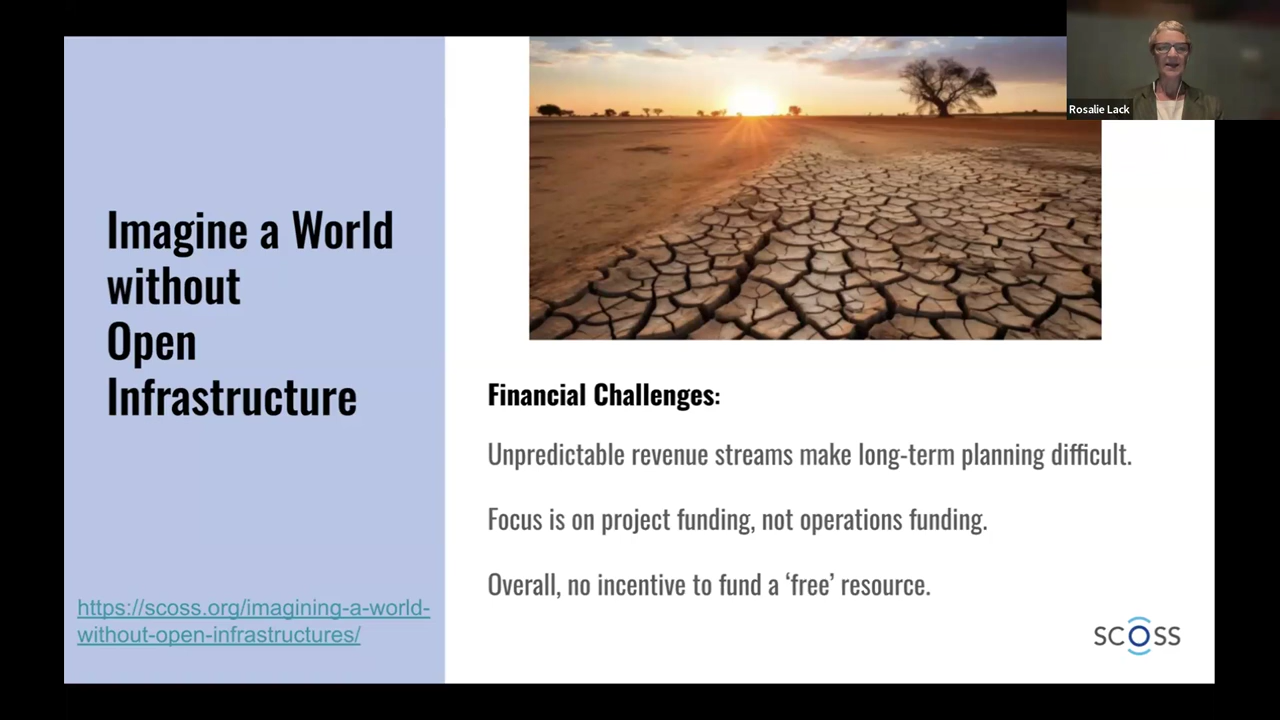 Rosalie Lack
Imagine a World
without
Open
Infrastructure
Financial Challenges:
Unpredictable revenue streams make long-term planning difficult.
Focus is on project funding, not operations funding.
Overall, no incentive to fund a ‘free’ resource.
https://scoss.org/imagining-a-world-
without-open-infrastructures/
SCOSS